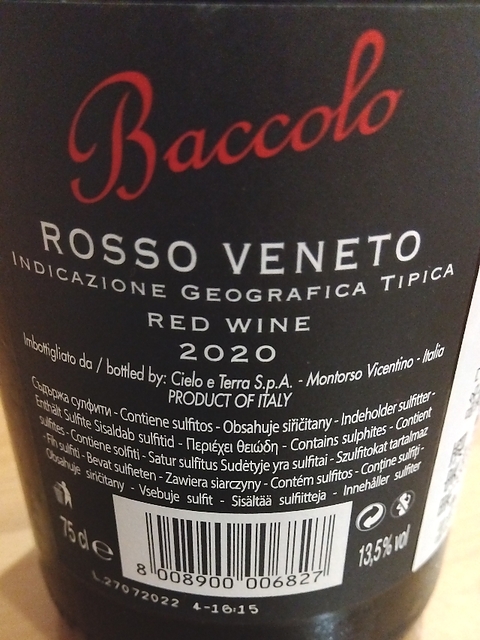 Baccolo
ROSSO VENETO
INDICAZIONE GEOGRAFICA TIPICA
RED WINE
2020
Imbottigliato da / bottled by: Cielo e Terra S.p.A. - Montorso Vicentino - Italia
PRODUCT OF ITALY
Съдържа сулфити - Contiene sulfitos - Obsahuje siřičitany - Indeholder sulfitter -
Enthält Sulfite Sisaldab sulfitid - Περιέχει θειώδη - Contains sulphites - Contient
sulfites - Contiene solfiti - Satur sulfītus Sudėtyje yra sulfitai - Szulfitokat tartalmaz
- Fih sulfiti - Bevat sulfieten - Zawiera siarczyny - Contém sulfitos - Conţine sulfiţi
Obsahuje siričitany - Vsebuje sulfit - Sisältää sulfiitteja - Innehåller sulfiter
75 cl e
8 008900 006827
13,5% vol
L27072022 4-16:15